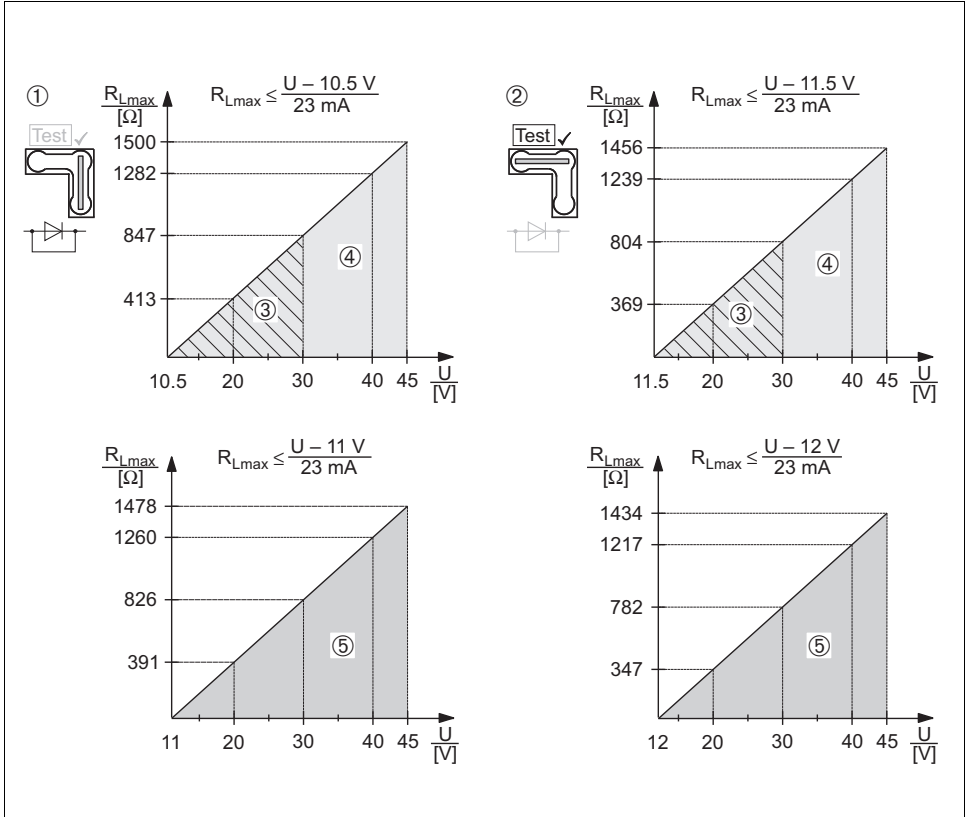 ①
R_Lmax
[Ω]
R_Lmax ≤ U – 10.5 V
23 mA
Test ✓
1500
1282
847
413
③
④
10.5 20 30 40 45 U
[V]
②
R_Lmax
[Ω]
R_Lmax ≤ U – 11.5 V
23 mA
Test ✓
1456
1239
804
369
③
④
11.5 20 30 40 45 U
[V]
R_Lmax
[Ω]
R_Lmax ≤ U – 11 V
23 mA
1478
1260
826
391
⑤
11 20 30 40 45 U
[V]
R_Lmax
[Ω]
R_Lmax ≤ U – 12 V
23 mA
1434
1217
782
347
⑤
12 20 30 40 45 U
[V]